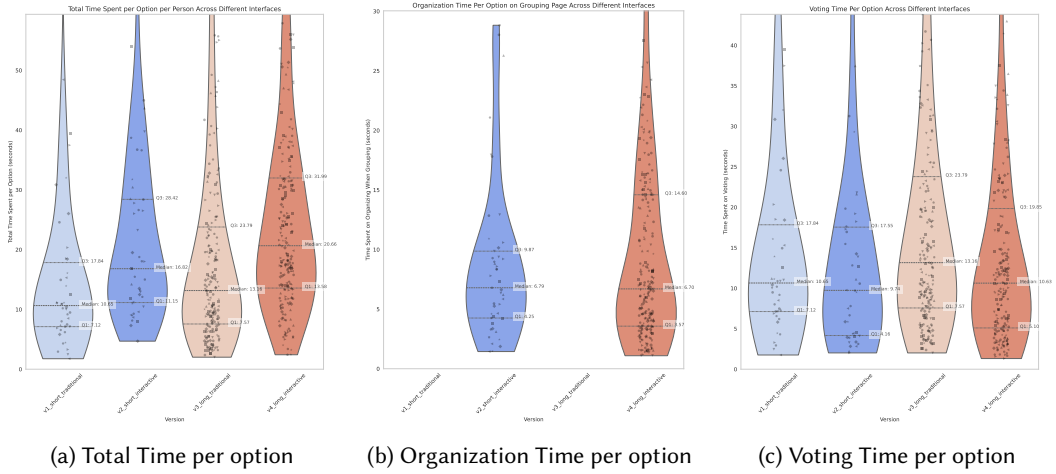 Total Time Spent per Option per Person Across Different Interfaces
Total Time Spent per Option (seconds)
50
40
30
20
10
0
Q3: 17.84
Median: 10.65
Q1: 7.12
Q3: 28.42
Median: 16.82
Q1: 11.15
Q3: 23.79
Median: 13.16
Q1: 7.57
Q3: 31.99
Median: 20.66
Q1: 13.58
v1_short_traditional
v2_short_interactive
v3_long_traditional
v4_long_interactive
Version
(a) Total Time per option
Organization Time Per Option on Grouping Page Across Different Interfaces
Time Spent on Organizing When Grouping (seconds)
30
25
20
15
10
5
0
Q3: 9.87
Median: 6.79
Q1: 4.25
Q3: 14.60
Median: 6.70
Q1: 3.57
v1_short_traditional
v2_short_interactive
v3_long_traditional
v4_long_interactive
Version
(b) Organization Time per option
Voting Time Per Option Across Different Interfaces
Time Spent on Voting (seconds)
40
35
30
25
20
15
10
5
0
Q3: 17.84
Median: 10.65
Q1: 7.12
Q3: 17.55
Median: 9.78
Q1: 4.16
Q3: 23.79
Median: 13.16
Q1: 7.57
Q3: 19.85
Median: 10.63
Q1: 5.10
v1_short_traditional
v2_short_interactive
v3_long_traditional
v4_long_interactive
Version
(c) Voting Time per option